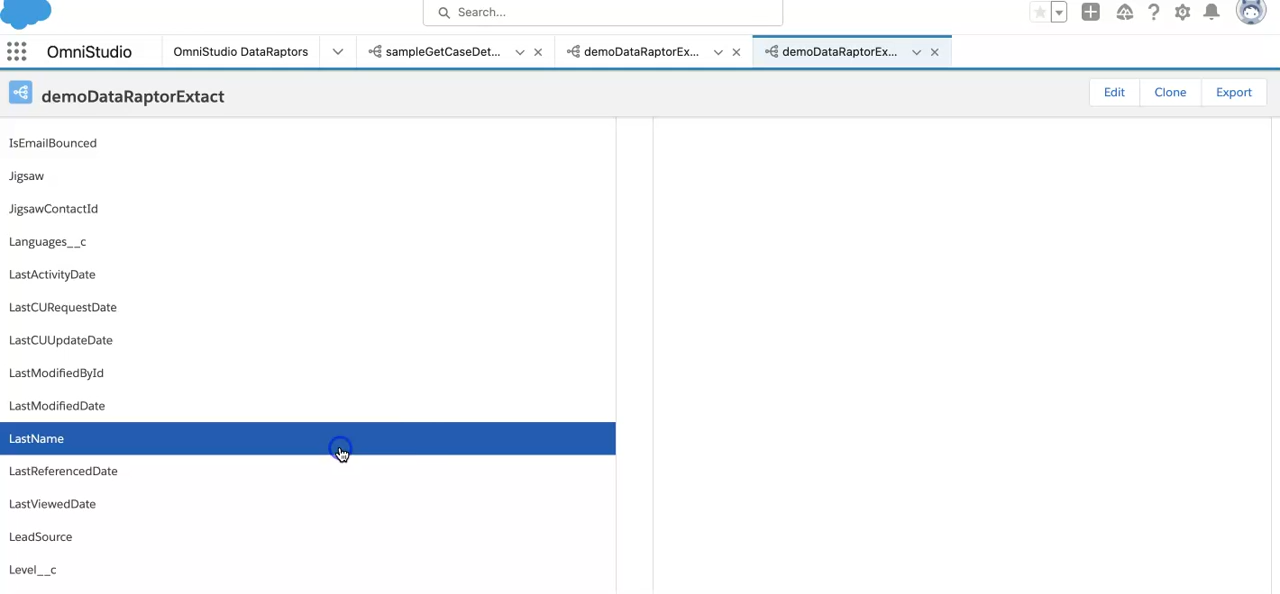 Search...
OmniStudio
OmniStudio DataRaptors
sampleGetCaseDet...
demoDataRaptorEx...
demoDataRaptorEx...
demoDataRaptorExtact
Edit
Clone
Export
IsEmailBounced
Jigsaw
JigsawContactId
Languages__c
LastActivityDate
LastCURequestDate
LastCUUpdateDate
LastModifiedById
LastModifiedDate
LastName
LastReferencedDate
LastViewedDate
LeadSource
Level__c